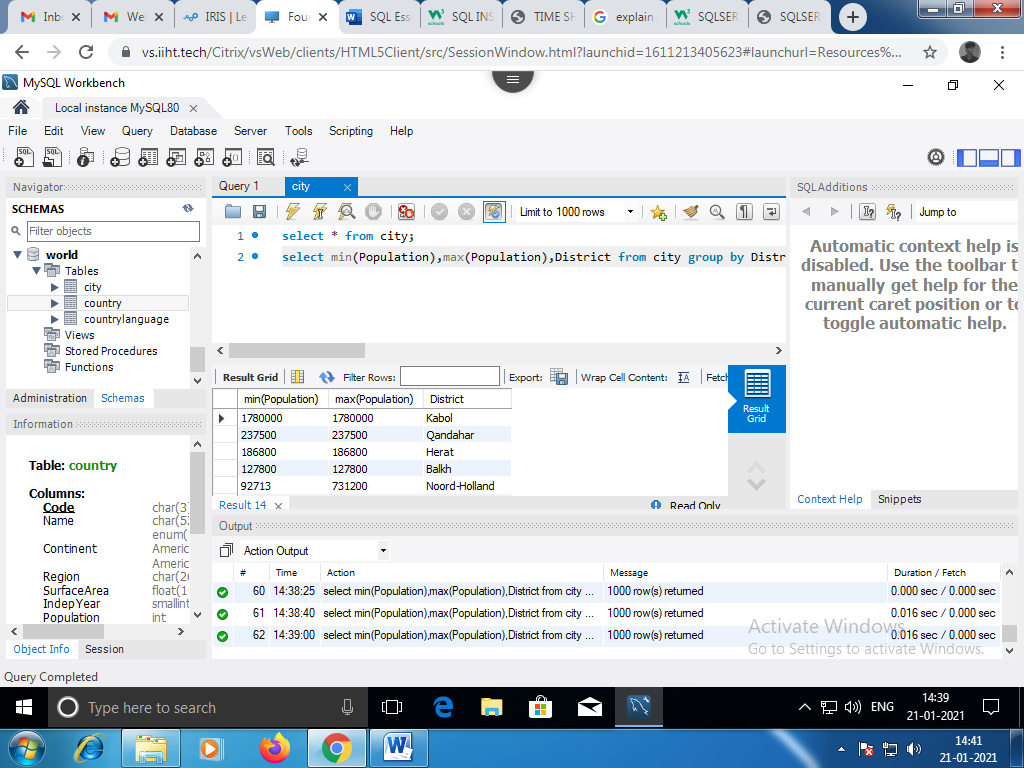 Inb
We
IRIS | Le
Four
SQL Ess
SQL INS
TIME SH
explain
SQLSER
SQLSER
vs.iiht.tech/Citrix/vsWeb/clients/HTML5Client/src/SessionWindow.html?launchid=1611213405623#launchurl=Resources%...
MySQL Workbench
Local instance MySQL80
File Edit View Query Database Server Tools Scripting Help
Navigator
SCHEMAS
Filter objects
world
Tables
city
country
countrylanguage
Views
Stored Procedures
Functions
Administration Schemas
Information
Table: country
Columns:
Code char(3)
Name char(52
enum('
Continent Americ
Americ
Region char(26
SurfaceArea float(10
IndepYear smallint
Population int
Object Info Session
Query 1 city
Limit to 1000 rows
1 select * from city;
2 select min(Population),max(Population),District from city group by Distr
Result Grid Filter Rows: Export: Wrap Cell Content: Fetch
min(Population) max(Population) District
1780000 1780000 Kabol
237500 237500 Qandahar
186800 186800 Herat
127800 127800 Balkh
92713 731200 Noord-Holland
Result
Grid
Result 14 Read Only
SQLAdditions
Jump to
Automatic context help is
disabled. Use the toolbar t
manually get help for the
current caret position or to
toggle automatic help.
Context Help Snippets
Output
Action Output
# Time Action Message Duration / Fetch
60 14:38:25 select min(Population),max(Population),District from city ... 1000 row(s) returned 0.000 sec / 0.000 sec
61 14:38:40 select min(Population),max(Population),District from city ... 1000 row(s) returned 0.016 sec / 0.000 sec
62 14:39:00 select min(Population),max(Population),District from city ... 1000 row(s) returned 0.016 sec / 0.000 sec
Activate Windows
Go to Settings to activate Windows.
Query Completed
Type here to search
ENG
14:39
21-01-2021
14:41
21-01-2021